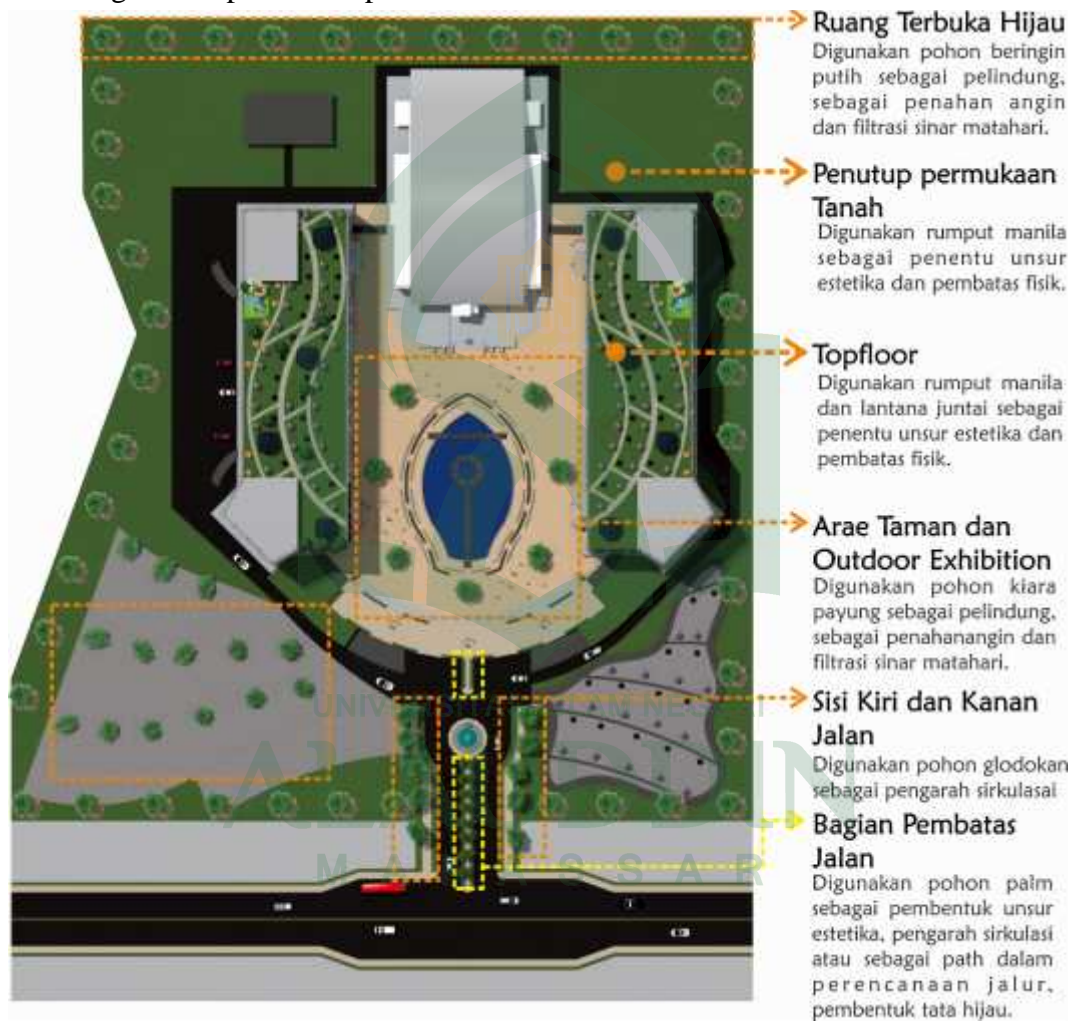 Ruang Terbuka Hijau
Digunakan pohon beringin
putih sebagai pelindung,
sebagai penahan angin
dan filtrasi sinar matahari.
Penutup permukaan
Tanah
Digunakan rumput manila
sebagai penentu unsur
estetika dan pembatas fisik.
Topfloor
Digunakan rumput manila
dan lantana juntai sebagai
penentu unsur estetika dan
pembatas fisik.
Arae Taman dan
Outdoor Exhibition
Digunakan pohon kiara
payung sebagai pelindung,
sebagai penahanangin dan
filtrasi sinar matahari.
Sisi Kiri dan Kanan
Jalan
Digunakan pohon glodokan
sebagai pengarah sirkulasai
Bagian Pembatas
Jalan
Digunakan pohon palm
sebagai pembentuk unsur
estetika, pengarah sirkulasi
atau sebagai path dalam
perencanaan jalur,
pembentuk tata hijau.
MAKASSAR